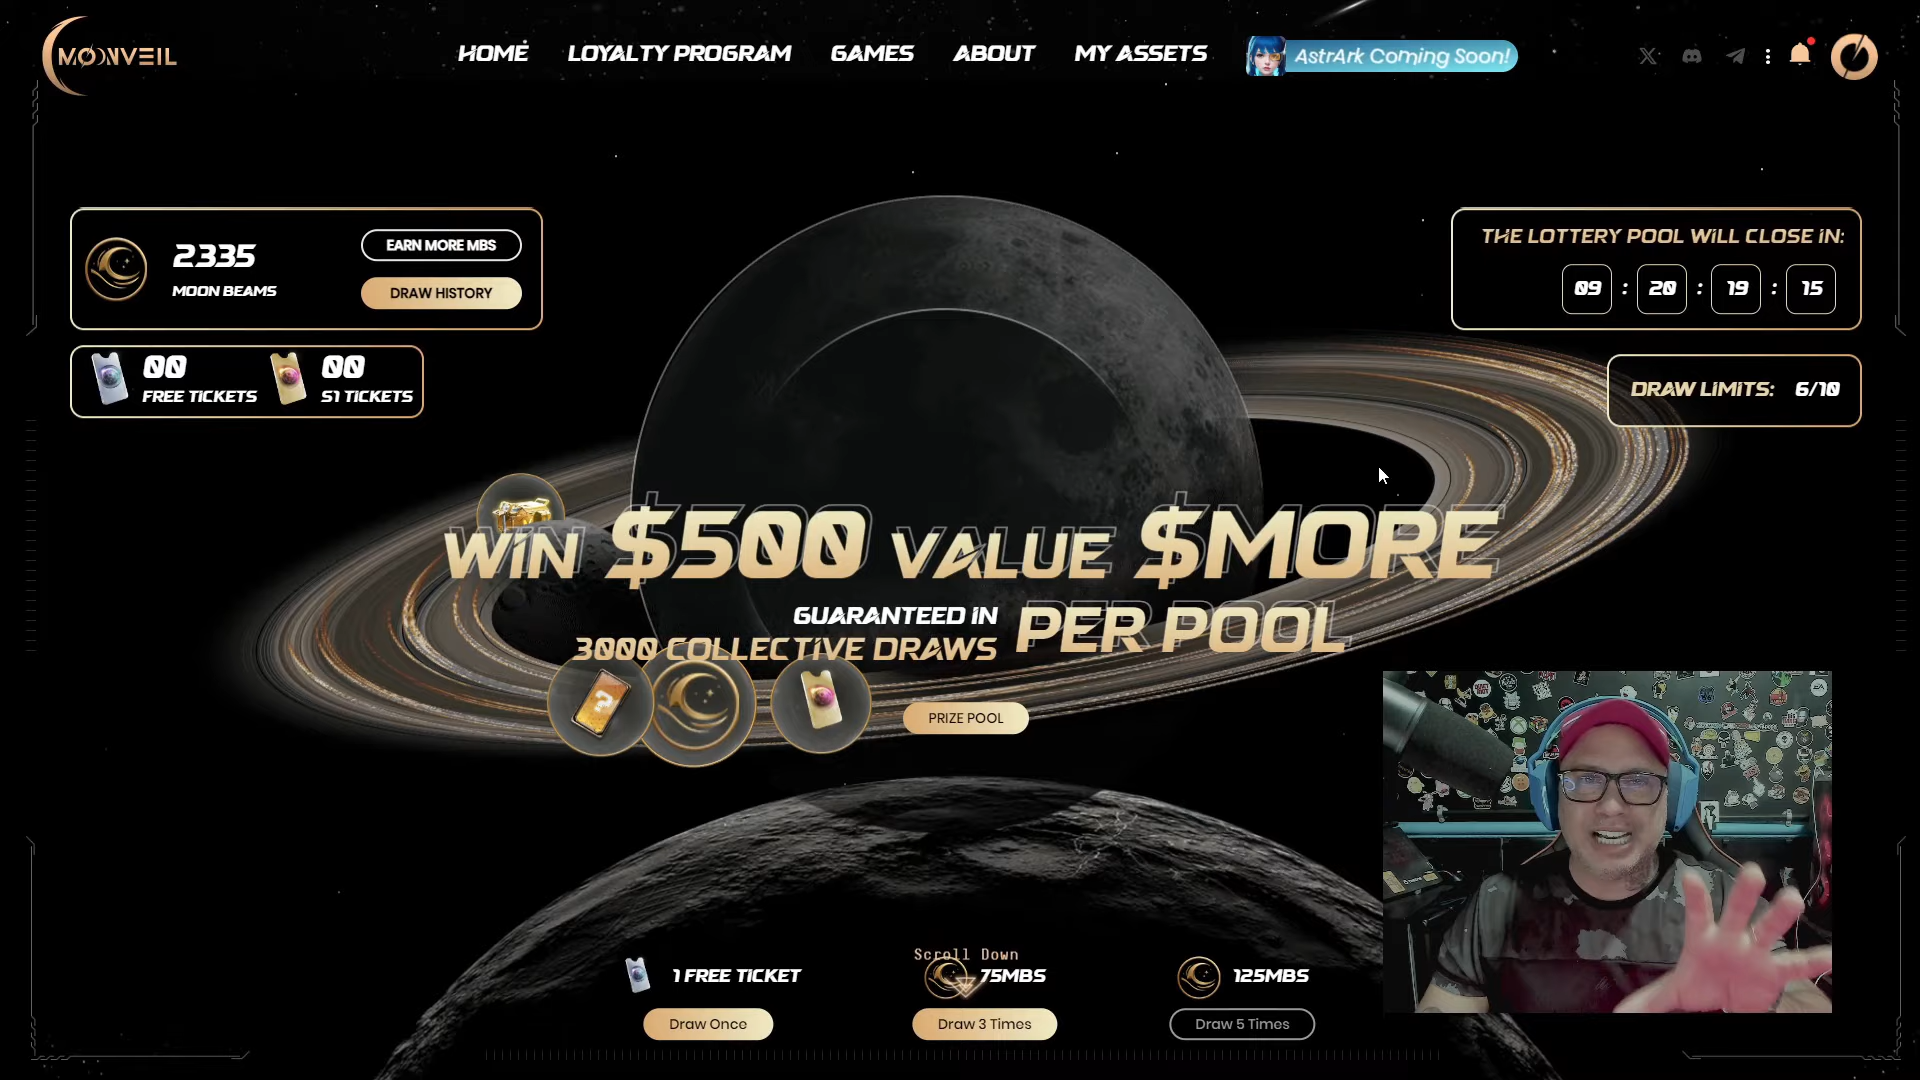 MOONVEIL
HOME
LOYALTY PROGRAM
GAMES
ABOUT
MY ASSETS
AstrArk Coming Soon!
2335
MOON BEAMS
EARN MORE MBS
DRAW HISTORY
00
FREE TICKETS
00
S1 TICKETS
THE LOTTERY POOL WILL CLOSE IN:
09 : 20 : 19 : 15
DRAW LIMITS: 6/10
WIN $500 VALUE $MORE
GUARANTEED IN
3000 COLLECTIVE DRAWS
PER POOL
PRIZE POOL
Scroll Down
1 FREE TICKET
75MBS
125MBS
Draw Once
Draw 3 Times
Draw 5 Times